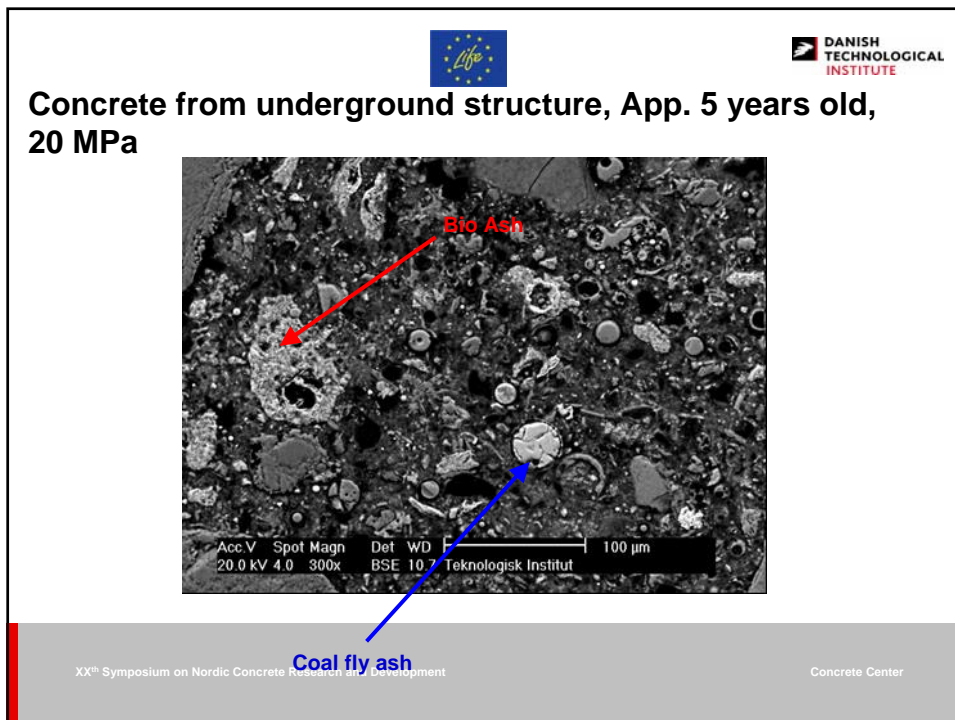 Life
DANISH
TECHNOLOGICAL
INSTITUTE
Concrete from underground structure, App. 5 years old,
20 MPa
Bio Ash
Acc.V Spot Magn Det WD 100 µm
20.0 kV 4.0 300x BSE 10.7 Teknologisk Institut
Coal fly ash
XXth Symposium on Nordic Concrete Research and Development
Concrete Center